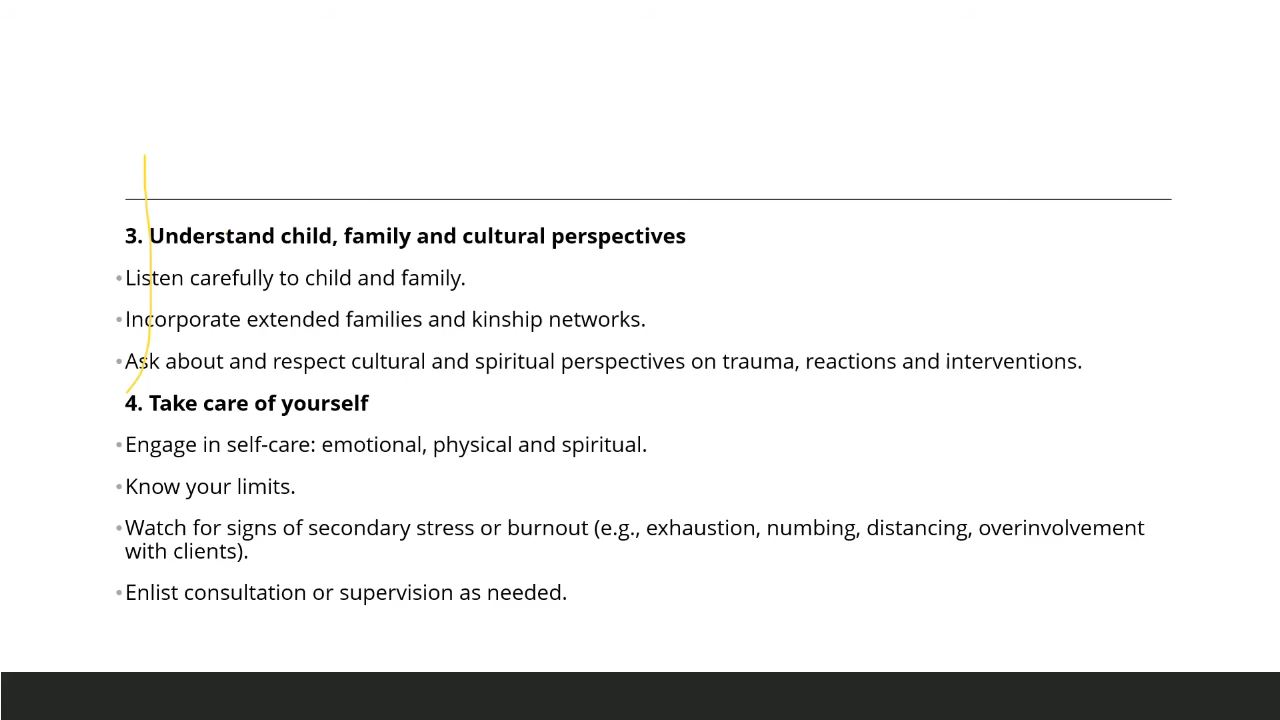 3. Understand child, family and cultural perspectives
•Listen carefully to child and family.
•Incorporate extended families and kinship networks.
•Ask about and respect cultural and spiritual perspectives on trauma, reactions and interventions.
4. Take care of yourself
•Engage in self-care: emotional, physical and spiritual.
•Know your limits.
•Watch for signs of secondary stress or burnout (e.g., exhaustion, numbing, distancing, overinvolvement
with clients).
•Enlist consultation or supervision as needed.